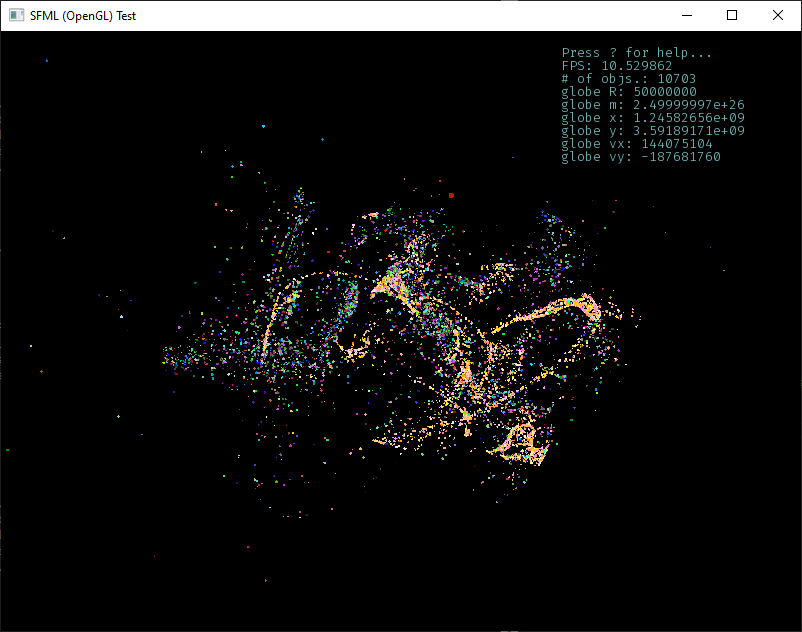 SFML (OpenGL) Test
Press ? for help...
FPS: 10.529862
# of objs.: 10703
globe R: 50000000
globe m: 2.49999997e+26
globe x: 1.24582656e+09
globe y: 3.59189171e+09
globe vx: 144075104
globe vy: -187681760